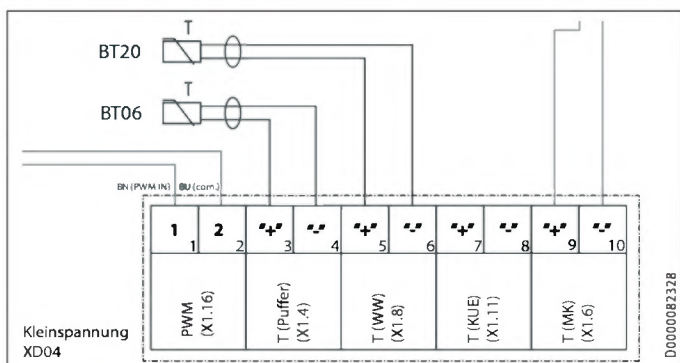 T
BT20
T
BT06
BN (PWM IN) BU (com.)
1 2 "+" "-" "+" "-" "+" "-" "+" "-"
1 2 3 4 5 6 7 8 9 10
PWM (X1.16)
T (Puffer) (X1.4)
T (WW) (X1.8)
T (KUE) (X1.11)
T (MK) (X1.6)
Kleinspannung
XD04
D0000082328